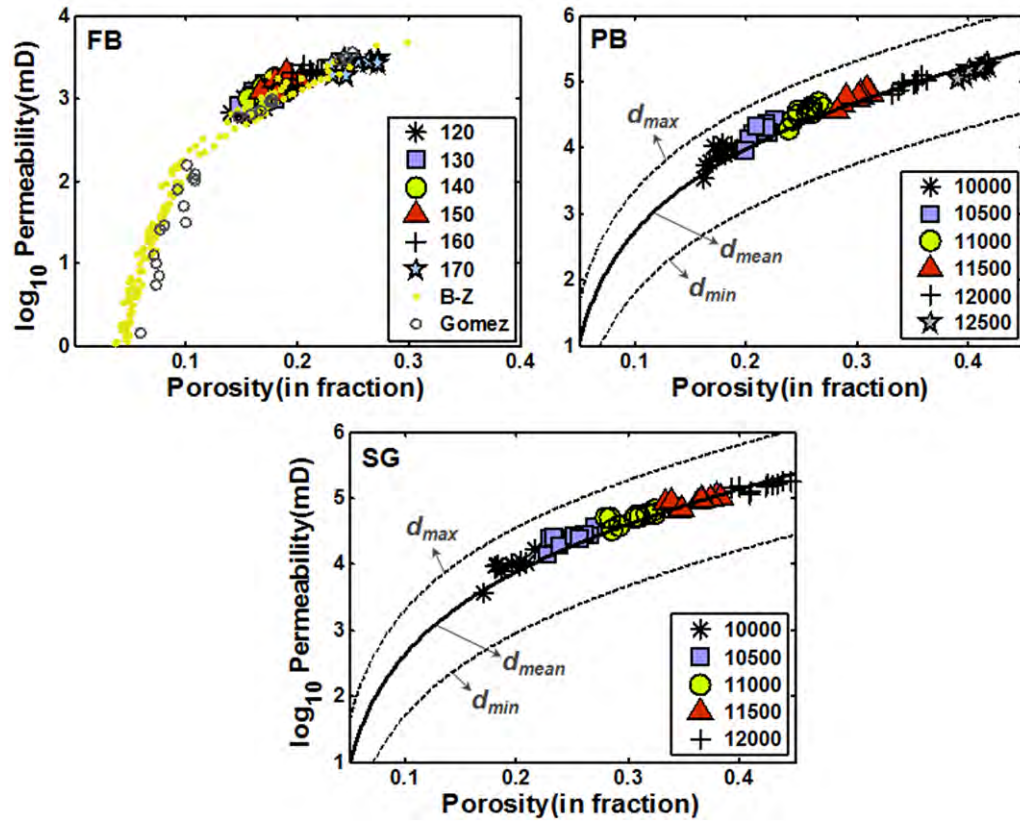 FB
log10 Permeability(mD)
4
3
2
1
0
0.1
0.2
0.3
0.4
Porosity(in fraction)
120
130
140
150
160
170
B-Z
Gomez
PB
6
5
4
3
2
1
0.1
0.2
0.3
0.4
Porosity(in fraction)
dmax
dmean
dmin
10000
10500
11000
11500
12000
12500
SG
log10 Permeability(mD)
6
5
4
3
2
1
0.1
0.2
0.3
0.4
Porosity(in fraction)
dmax
dmean
dmin
10000
10500
11000
11500
12000